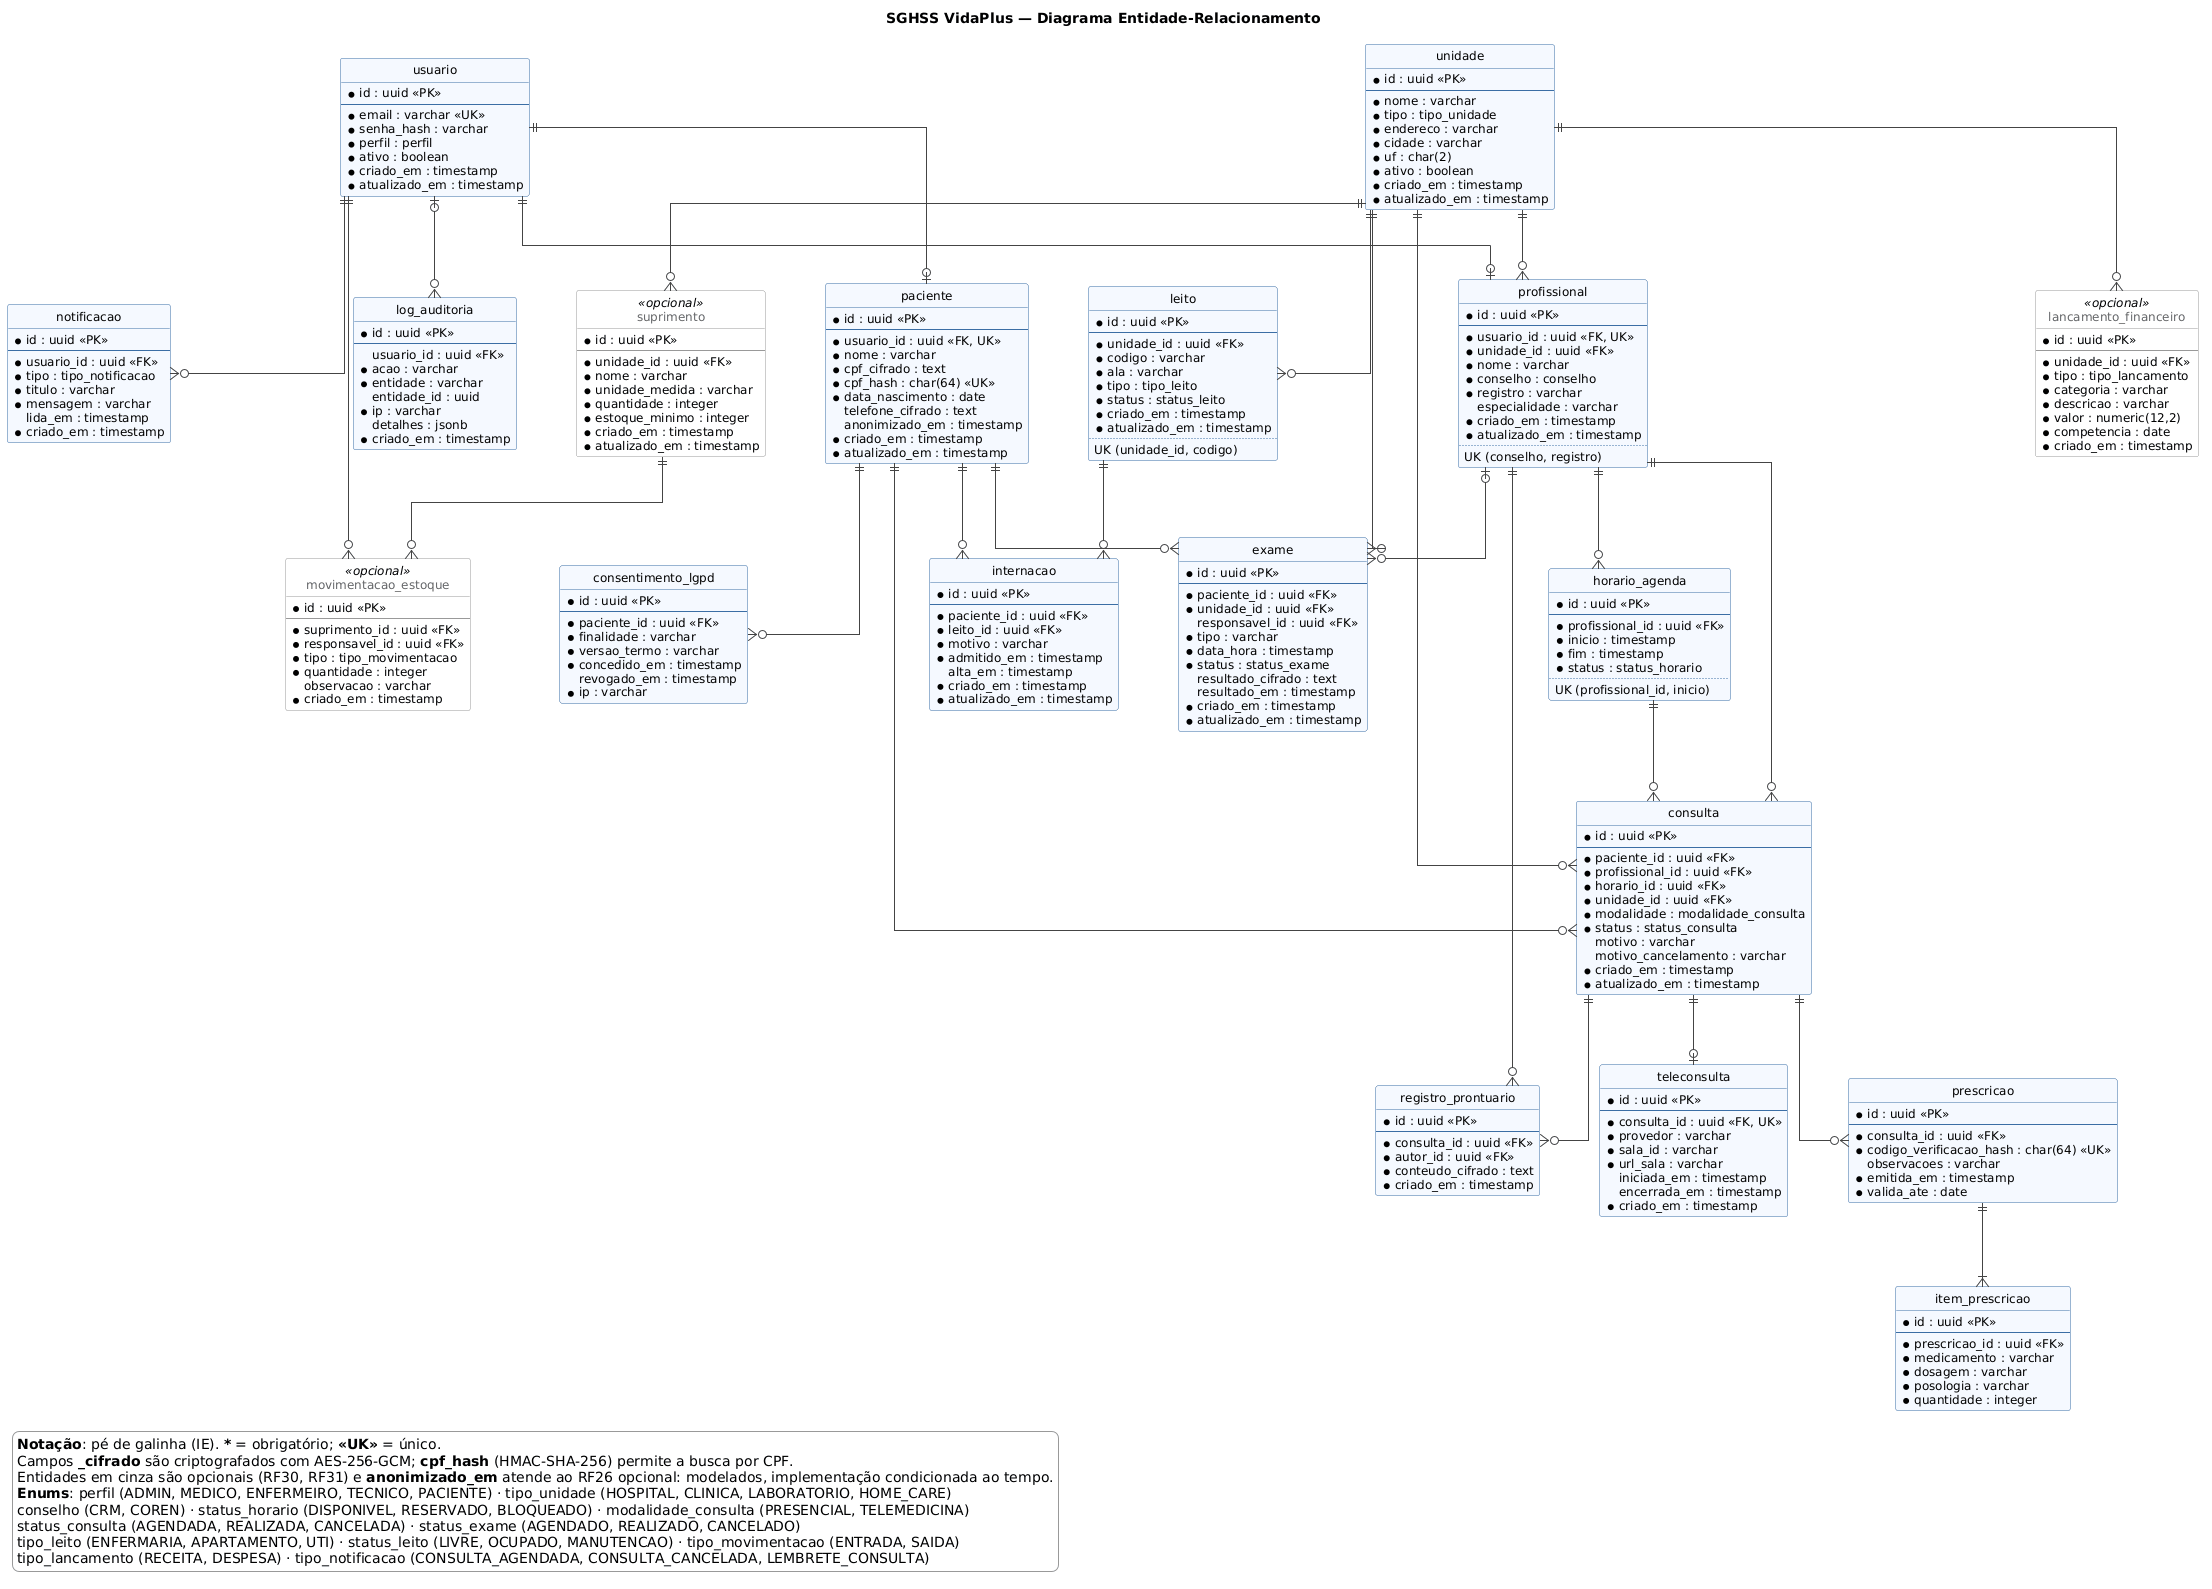 SGHSS VidaPlus — Diagrama Entidade-Relacionamento
usuario
● id : uuid «PK»
● email : varchar «UK»
● senha_hash : varchar
● perfil : perfil
● ativo : boolean
● criado_em : timestamp
● atualizado_em : timestamp
unidade
● id : uuid «PK»
● nome : varchar
● tipo : tipo_unidade
● endereco : varchar
● cidade : varchar
● uf : char(2)
● ativo : boolean
● criado_em : timestamp
● atualizado_em : timestamp
notificacao
● id : uuid «PK»
● usuario_id : uuid «FK»
● tipo : tipo_notificacao
● titulo : varchar
● mensagem : varchar
lida_em : timestamp
● criado_em : timestamp
log_auditoria
● id : uuid «PK»
usuario_id : uuid «FK»
● acao : varchar
● entidade : varchar
entidade_id : uuid
● ip : varchar
detalhes : jsonb
● criado_em : timestamp
«opcional»
suprimento
● id : uuid «PK»
● unidade_id : uuid «FK»
● nome : varchar
● unidade_medida : varchar
● quantidade : integer
● estoque_minimo : integer
● criado_em : timestamp
● atualizado_em : timestamp
paciente
● id : uuid «PK»
● usuario_id : uuid «FK, UK»
● nome : varchar
● cpf_cifrado : text
● cpf_hash : char(64) «UK»
● data_nascimento : date
telefone_cifrado : text
anonimizado_em : timestamp
● criado_em : timestamp
● atualizado_em : timestamp
leito
● id : uuid «PK»
● unidade_id : uuid «FK»
● codigo : varchar
● ala : varchar
● tipo : tipo_leito
● status : status_leito
● criado_em : timestamp
● atualizado_em : timestamp
UK (unidade_id, codigo)
profissional
● id : uuid «PK»
● usuario_id : uuid «FK, UK»
● unidade_id : uuid «FK»
● nome : varchar
● conselho : conselho
● registro : varchar
especialidade : varchar
● criado_em : timestamp
● atualizado_em : timestamp
UK (conselho, registro)
«opcional»
lancamento_financeiro
● id : uuid «PK»
● unidade_id : uuid «FK»
● tipo : tipo_lancamento
● categoria : varchar
● descricao : varchar
● valor : numeric(12,2)
● competencia : date
● criado_em : timestamp
«opcional»
movimentacao_estoque
● id : uuid «PK»
● suprimento_id : uuid «FK»
● responsavel_id : uuid «FK»
● tipo : tipo_movimentacao
● quantidade : integer
observacao : varchar
● criado_em : timestamp
consentimento_lgpd
● id : uuid «PK»
● paciente_id : uuid «FK»
● finalidade : varchar
● versao_termo : varchar
● concedido_em : timestamp
revogado_em : timestamp
● ip : varchar
internacao
● id : uuid «PK»
● paciente_id : uuid «FK»
● leito_id : uuid «FK»
● motivo : varchar
● admitido_em : timestamp
alta_em : timestamp
● criado_em : timestamp
● atualizado_em : timestamp
exame
● id : uuid «PK»
● paciente_id : uuid «FK»
● unidade_id : uuid «FK»
responsavel_id : uuid «FK»
● tipo : varchar
● data_hora : timestamp
● status : status_exame
resultado_cifrado : text
resultado_em : timestamp
● criado_em : timestamp
● atualizado_em : timestamp
horario_agenda
● id : uuid «PK»
● profissional_id : uuid «FK»
● inicio : timestamp
● fim : timestamp
● status : status_horario
UK (profissional_id, inicio)
consulta
● id : uuid «PK»
● paciente_id : uuid «FK»
● profissional_id : uuid «FK»
● horario_id : uuid «FK»
● unidade_id : uuid «FK»
● modalidade : modalidade_consulta
● status : status_consulta
motivo : varchar
motivo_cancelamento : varchar
● criado_em : timestamp
● atualizado_em : timestamp
registro_prontuario
● id : uuid «PK»
● consulta_id : uuid «FK»
● autor_id : uuid «FK»
● conteudo_cifrado : text
● criado_em : timestamp
teleconsulta
● id : uuid «PK»
● consulta_id : uuid «FK, UK»
● provedor : varchar
● sala_id : varchar
● url_sala : varchar
iniciada_em : timestamp
encerrada_em : timestamp
● criado_em : timestamp
prescricao
● id : uuid «PK»
● consulta_id : uuid «FK»
● codigo_verificacao_hash : char(64) «UK»
observacoes : varchar
● emitida_em : timestamp
● valida_ate : date
item_prescricao
● id : uuid «PK»
● prescricao_id : uuid «FK»
● medicamento : varchar
● dosagem : varchar
● posologia : varchar
● quantidade : integer
Notação: pé de galinha (IE). * = obrigatório; «UK» = único.
Campos _cifrado são criptografados com AES-256-GCM; cpf_hash (HMAC-SHA-256) permite a busca por CPF.
Entidades em cinza são opcionais (RF30, RF31) e anonimizado_em atende ao RF26 opcional: modelados, implementação condicionada ao tempo.
Enums: perfil (ADMIN, MEDICO, ENFERMEIRO, TECNICO, PACIENTE) · tipo_unidade (HOSPITAL, CLINICA, LABORATORIO, HOME_CARE)
conselho (CRM, COREN) · status_horario (DISPONIVEL, RESERVADO, BLOQUEADO) · modalidade_consulta (PRESENCIAL, TELEMEDICINA)
status_consulta (AGENDADA, REALIZADA, CANCELADA) · status_exame (AGENDADO, REALIZADO, CANCELADO)
tipo_leito (ENFERMARIA, APARTAMENTO, UTI) · status_leito (LIVRE, OCUPADO, MANUTENCAO) · tipo_movimentacao (ENTRADA, SAIDA)
tipo_lancamento (RECEITA, DESPESA) · tipo_notificacao (CONSULTA_AGENDADA, CONSULTA_CANCELADA, LEMBRETE_CONSULTA)